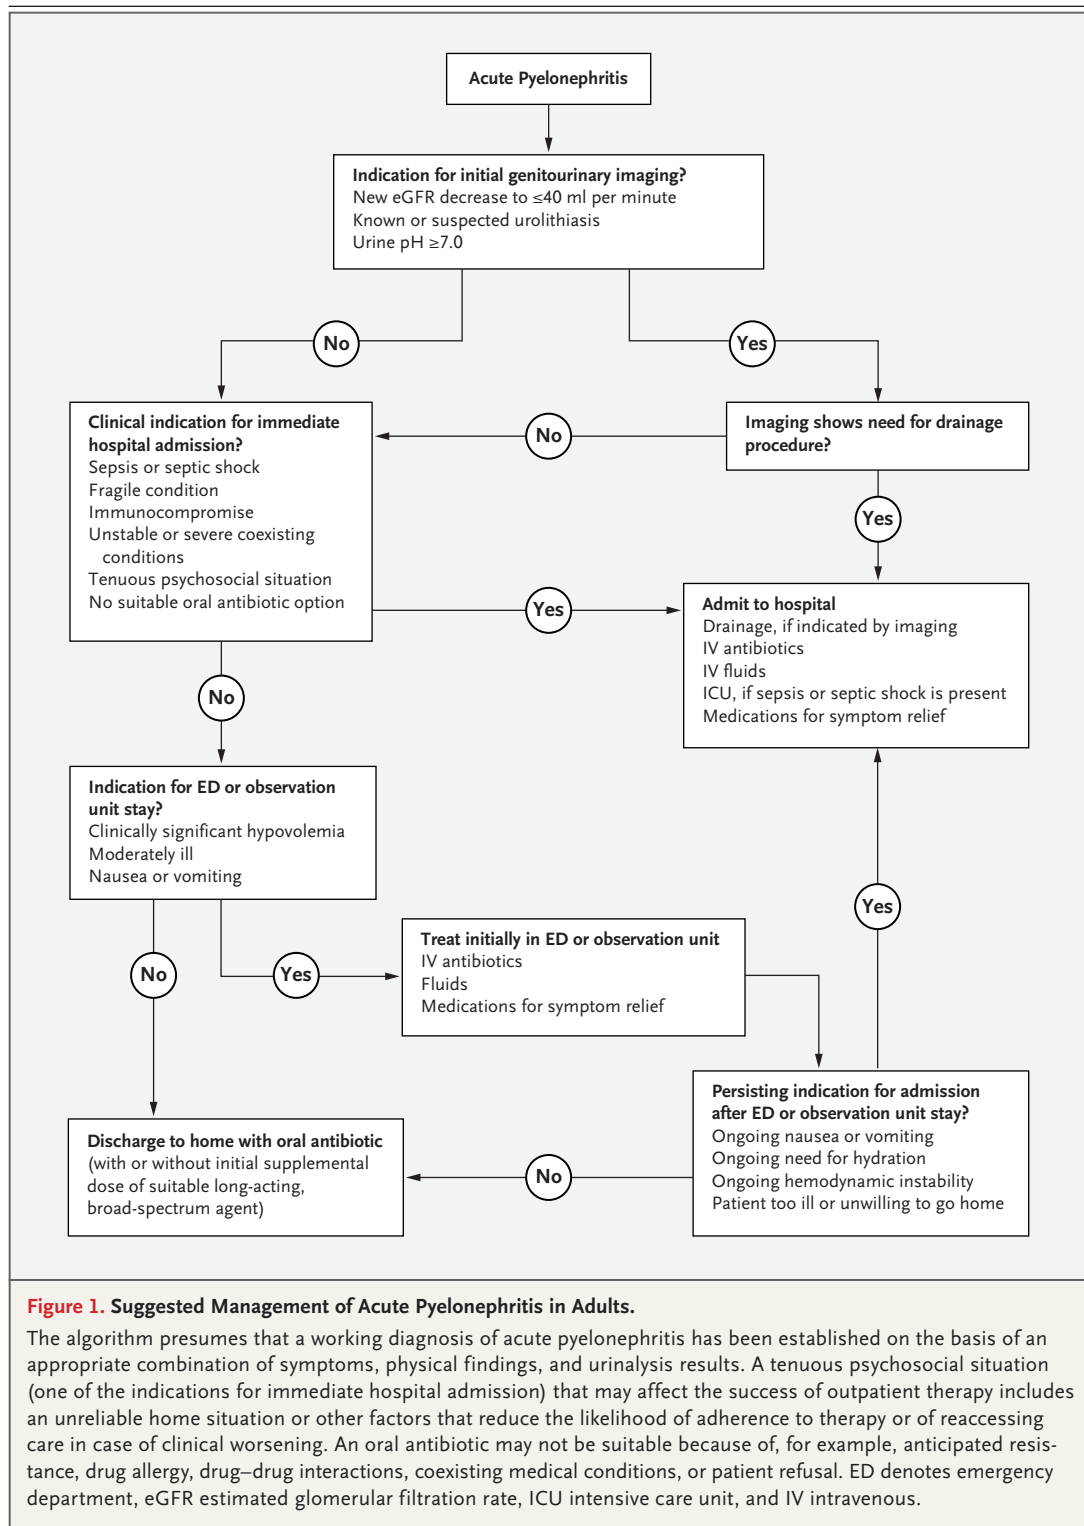 Acute Pyelonephritis
Indication for initial genitourinary imaging?
New eGFR decrease to ≤40 ml per minute
Known or suspected urolithiasis
Urine pH ≥7.0
No
Yes
Clinical indication for immediate
hospital admission?
Sepsis or septic shock
Fragile condition
Immunocompromise
Unstable or severe coexisting
conditions
Tenuous psychosocial situation
No suitable oral antibiotic option
No
Imaging shows need for drainage
procedure?
Yes
Yes
Admit to hospital
Drainage, if indicated by imaging
IV antibiotics
IV fluids
ICU, if sepsis or septic shock is present
Medications for symptom relief
No
Indication for ED or observation
unit stay?
Clinically significant hypovolemia
Moderately ill
Nausea or vomiting
No
Yes
Treat initially in ED or observation unit
IV antibiotics
Fluids
Medications for symptom relief
Yes
Persisting indication for admission
after ED or observation unit stay?
Ongoing nausea or vomiting
Ongoing need for hydration
Ongoing hemodynamic instability
Patient too ill or unwilling to go home
No
Discharge to home with oral antibiotic
(with or without initial supplemental
dose of suitable long-acting,
broad-spectrum agent)
Figure 1. Suggested Management of Acute Pyelonephritis in Adults.
The algorithm presumes that a working diagnosis of acute pyelonephritis has been established on the basis of an
appropriate combination of symptoms, physical findings, and urinalysis results. A tenuous psychosocial situation
(one of the indications for immediate hospital admission) that may affect the success of outpatient therapy includes
an unreliable home situation or other factors that reduce the likelihood of adherence to therapy or of reaccessing
care in case of clinical worsening. An oral antibiotic may not be suitable because of, for example, anticipated resis-
tance, drug allergy, drug–drug interactions, coexisting medical conditions, or patient refusal. ED denotes emergency
department, eGFR estimated glomerular filtration rate, ICU intensive care unit, and IV intravenous.